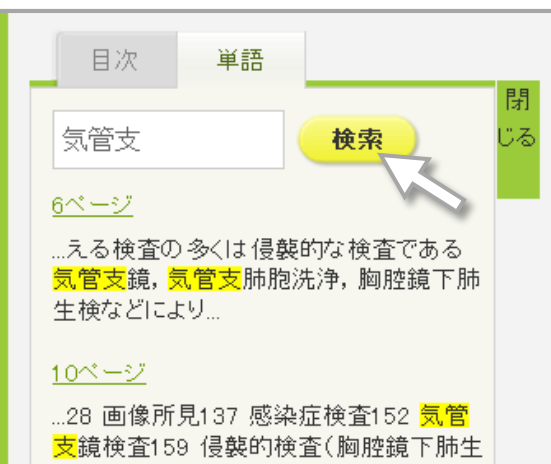 目次
単語
閉
じる
気管支
検索
6ページ
...える検査の多くは侵襲的な検査である
気管支鏡，気管支肺胞洗浄，胸腔鏡下肺
生検などにより...
10ページ
...28 画像所見137 感染症検査152 気管
支鏡検査159 侵襲的検査(胸腔鏡下肺生